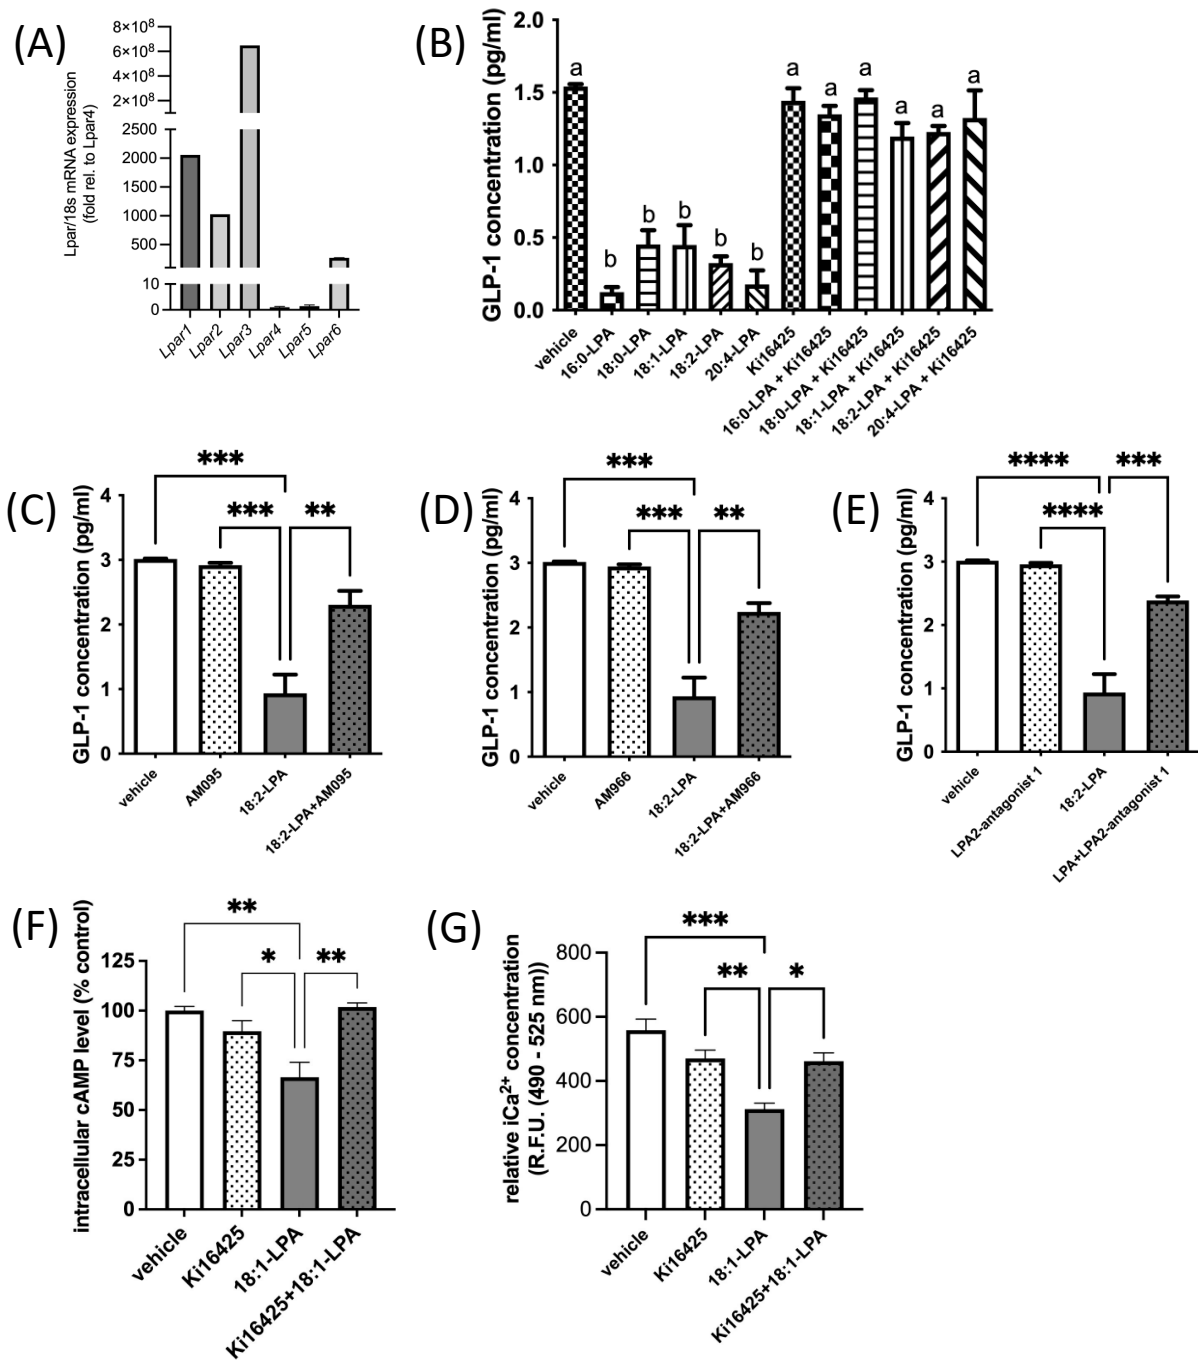 (A)
Lpar/18s mRNA expression
(fold rel. to Lpar4)
8×10⁸
6×10⁸
4×10⁸
2×10⁸
2500
2000
1500
1000
500
10
0
Lpar1
Lpar2
Lpar3
Lpar4
Lpar5
Lpar6
(B)
GLP-1 concentration (pg/ml)
2.0
1.5
1.0
0.5
0.0
a
b
b
b
b
b
a
a
a
a
a
a
vehicle
16:0-LPA
18:0-LPA
18:1-LPA
18:2-LPA
20:4-LPA
Ki16425
16:0-LPA + Ki16425
18:0-LPA + Ki16425
18:1-LPA + Ki16425
18:2-LPA + Ki16425
20:4-LPA + Ki16425
(C)
GLP-1 concentration (pg/ml)
4
3
2
1
0
***
***
**
vehicle
AM095
18:2-LPA
18:2-LPA+AM095
(D)
GLP-1 concentration (pg/ml)
4
3
2
1
0
***
***
**
vehicle
AM966
18:2-LPA
18:2-LPA+AM966
(E)
GLP-1 concentration (pg/ml)
4
3
2
1
0
****
***
****
vehicle
LPA2-antagonist 1
18:2-LPA
LPA+LPA2-antagonist 1
(F)
intracellular cAMP level (% control)
125
100
75
50
25
0
**
*
**
vehicle
Ki16425
18:1-LPA
Ki16425+18:1-LPA
(G)
relative iCa²⁺ concentration
(R.F.U. (490 - 525 nm))
800
600
400
200
0
***
**
*
vehicle
Ki16425
18:1-LPA
Ki16425+18:1-LPA